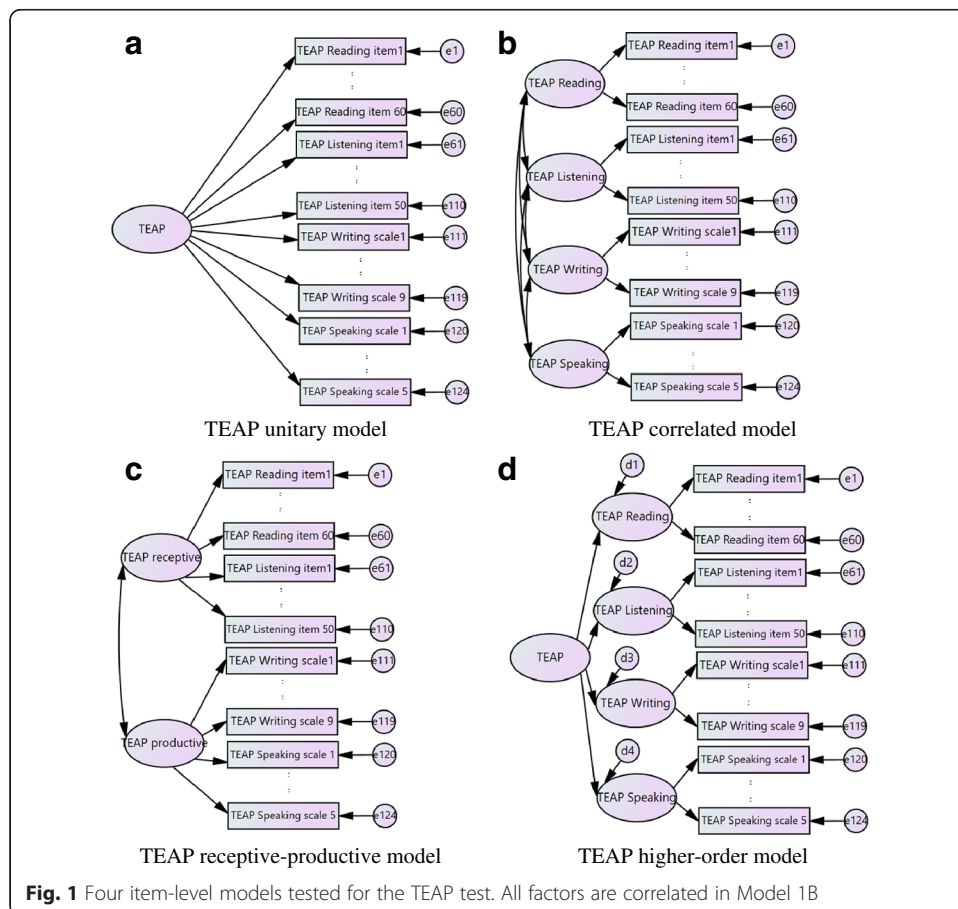 a
TEAP Reading item1
e1
:
TEAP Reading item 60
e60
TEAP Listening item1
e61
:
TEAP Listening item 50
e110
TEAP
TEAP Writing scale1
e111
:
TEAP Writing scale 9
e119
TEAP Speaking scale 1
e120
:
TEAP Speaking scale 5
e124
TEAP unitary model
b
TEAP Reading item1
e1
:
TEAP Reading
TEAP Reading item 60
e60
TEAP Listening item1
e61
:
TEAP Listening
TEAP Listening item 50
e110
TEAP Writing scale1
e111
:
TEAP Writing
TEAP Writing scale 9
e119
TEAP Speaking scale 1
e120
:
TEAP Speaking
TEAP Speaking scale 5
e124
TEAP correlated model
c
TEAP Reading item1
e1
:
TEAP receptive
TEAP Reading item 60
e60
TEAP Listening item1
e61
:
TEAP Listening item 50
e110
TEAP Writing scale1
e111
:
TEAP productive
TEAP Writing scale 9
e119
TEAP Speaking scale 1
e120
:
TEAP Speaking scale 5
e124
TEAP receptive-productive model
d
d1
TEAP Reading item1
e1
:
TEAP Reading
TEAP Reading item 60
e60
d2
TEAP Listening item1
e61
:
TEAP Listening
TEAP Listening item 50
e110
TEAP
d3
TEAP Writing scale1
e111
:
TEAP Writing
TEAP Writing scale 9
e119
d4
TEAP Speaking scale 1
e120
:
TEAP Speaking
TEAP Speaking scale 5
e124
TEAP higher-order model
Fig. 1 Four item-level models tested for the TEAP test. All factors are correlated in Model 1B